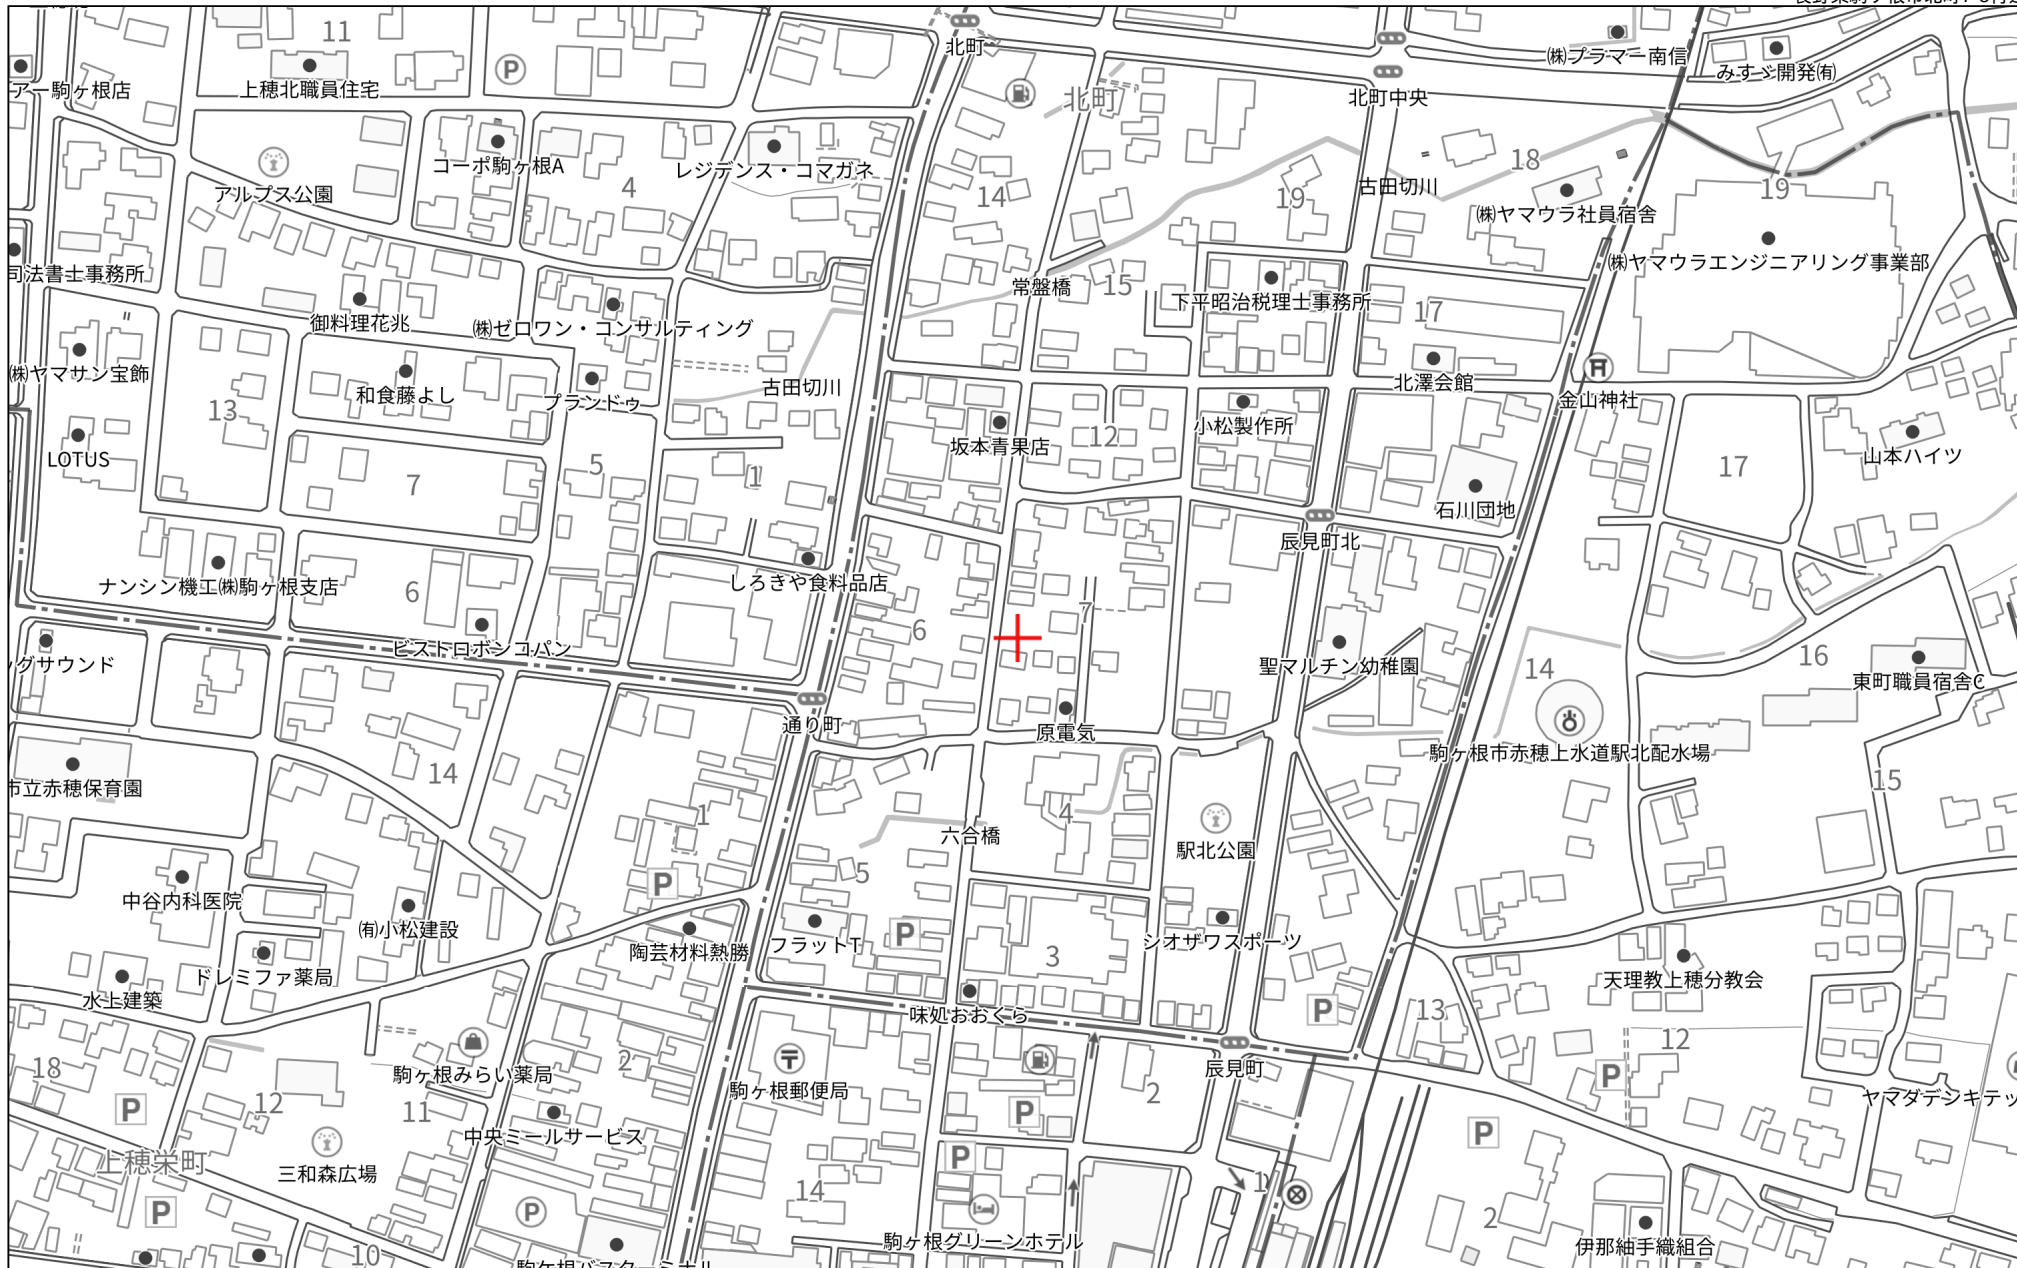 北町
㈱プラマー南信
みすゞ開発㈲
11
P
アー駒ヶ根店
上穂北職員住宅
北町
北町中央
コーポ駒ヶ根A
レジデンス・コマガネ
アルプス公園
4
14
19
古田切川
18
19
㈱ヤマウラ社員宿舎
㈱ヤマウラエンジニアリング事業部
司法書士事務所
常盤橋
15
下平昭治税理士事務所
17
御料理花兆
㈱ゼロワン・コンサルティング
㈱ヤマサン宝飾
和食藤よし
プランドゥ
古田切川
北澤会館
金山神社
13
坂本青果店
12
小松製作所
山本ハイツ
LOTUS
7
5
1
17
石川団地
辰見町北
ナンシン機工㈱駒ヶ根支店
6
しろきや食料品店
6
7
ビストロボンコパン
聖マルチン幼稚園
14
16
東町職員宿舎C
通り町
原電気
駒ヶ根市赤穂上水道駅北配水場
市立赤穂保育園
14
15
1
4
六合橋
駅北公園
P
5
中谷内科医院
㈲小松建設
陶芸材料熱勝
フラットT
P
3
シオザワスポーツ
ドレミファ薬局
水上建築
天理教上穂分教会
味処おおくら
P
13
12
18
2
駒ヶ根みらい薬局
駒ヶ根郵便局
辰見町
2
P
P
12
11
P
P
ヤマダデンキテッ
中央ミールサービス
上穂栄町
三和森広場
P
14
1
P
P
2
10
駒ヶ根グリーンホテル
伊那紬手織組合
駒ヶ根バスターミナル